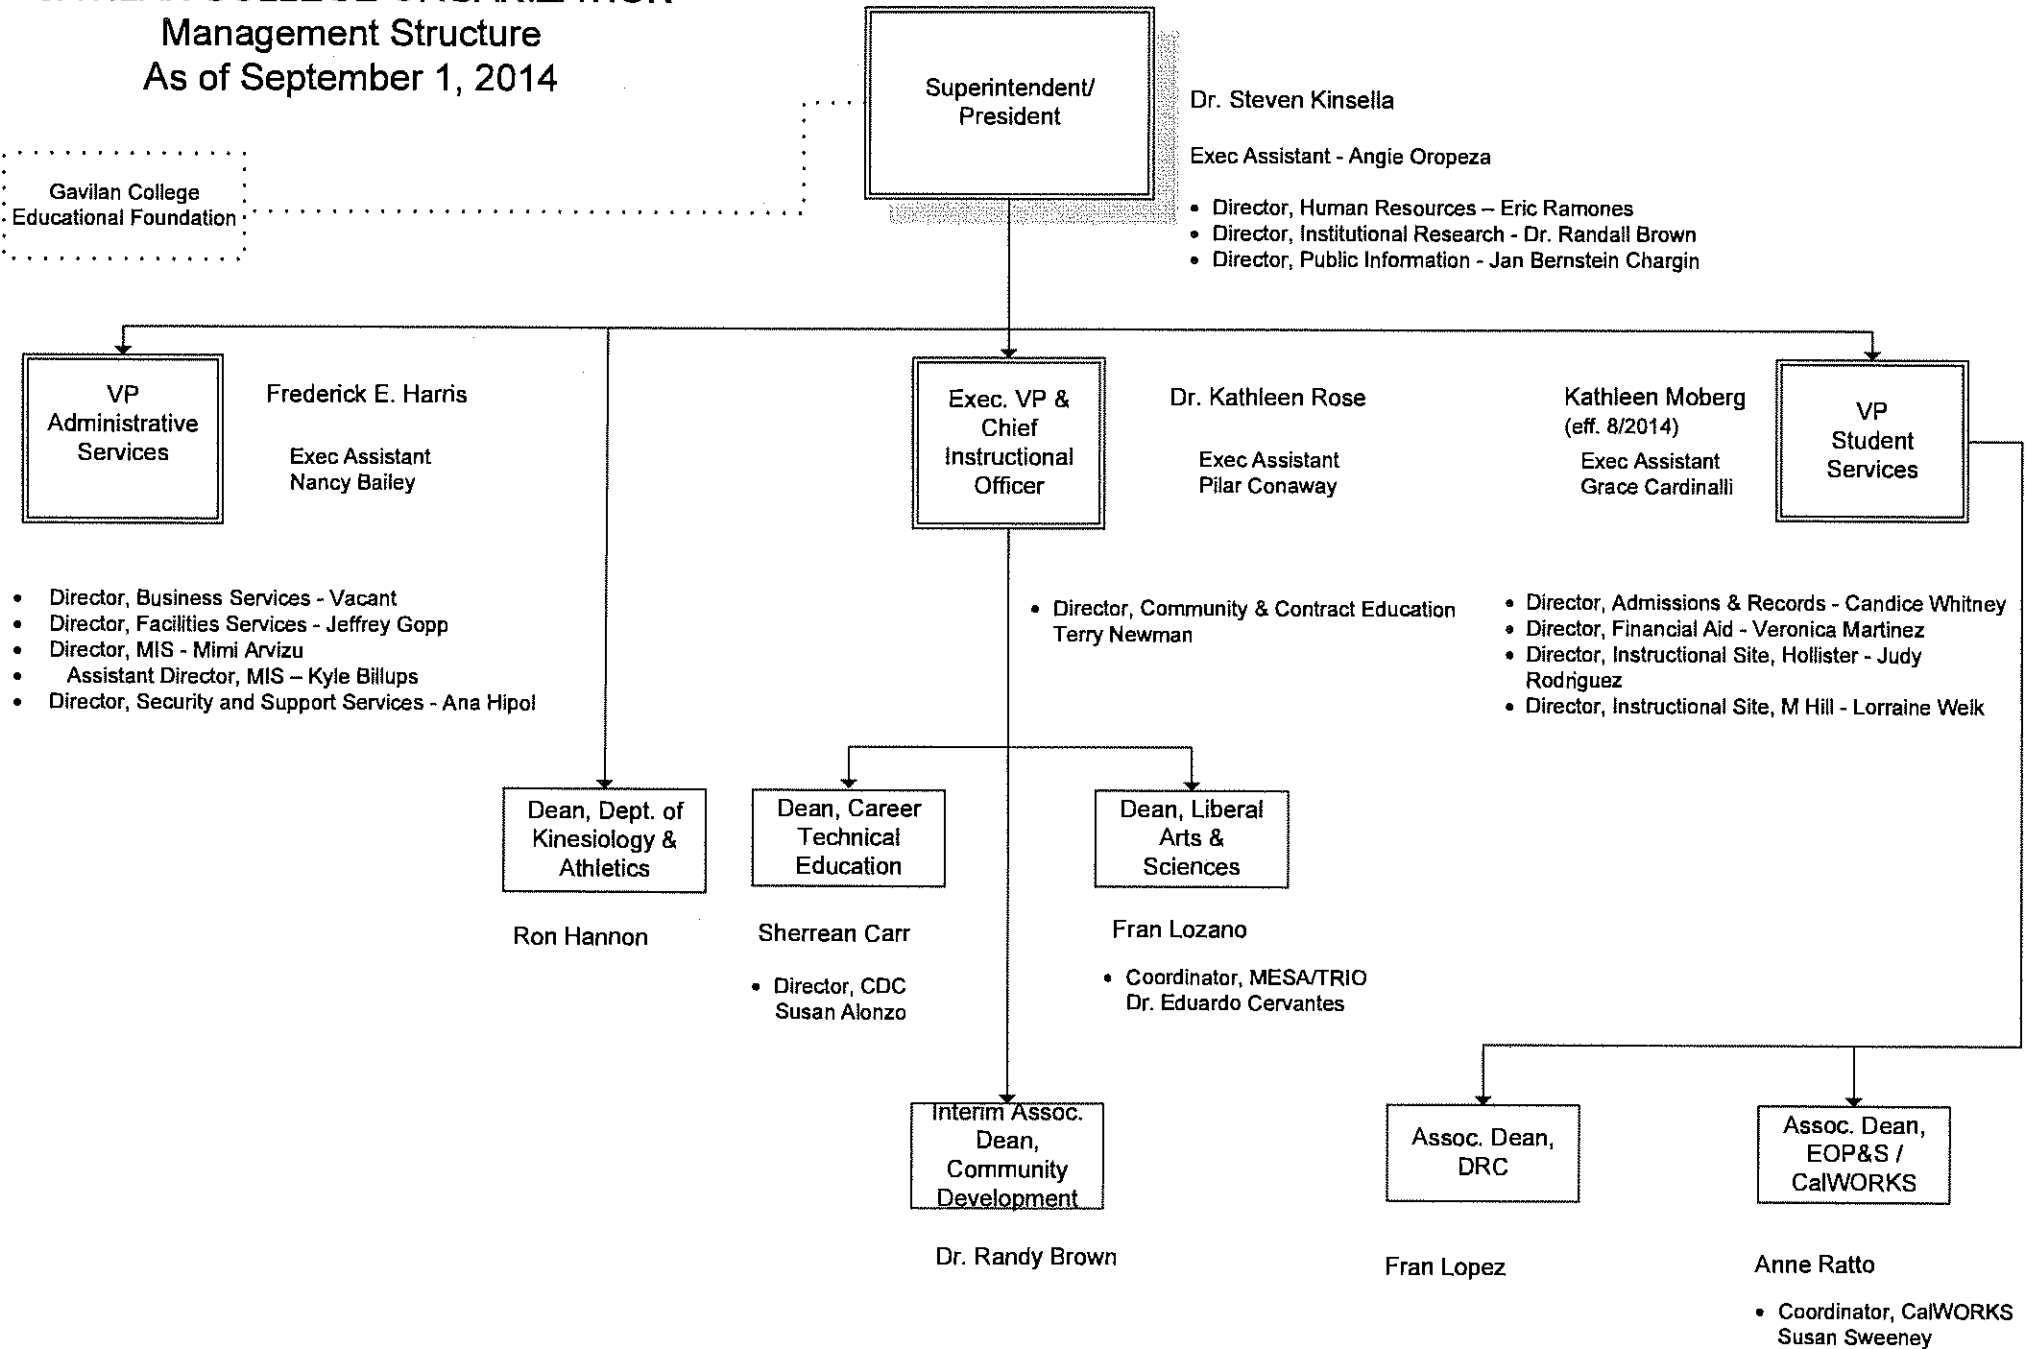 Management Structure
As of September 1, 2014
Superintendent/
President
Dr. Steven Kinsella
Exec Assistant - Angie Oropeza
• Director, Human Resources – Eric Ramones
• Director, Institutional Research - Dr. Randall Brown
• Director, Public Information - Jan Bernstein Chargin
Gavilan College
Educational Foundation
VP
Administrative
Services
Frederick E. Harris
Exec Assistant
Nancy Bailey
Exec. VP &
Chief
Instructional
Officer
Dr. Kathleen Rose
Exec Assistant
Pilar Conaway
Kathleen Moberg
(eff. 8/2014)
Exec Assistant
Grace Cardinalli
VP
Student
Services
• Director, Business Services - Vacant
• Director, Facilities Services - Jeffrey Gopp
• Director, MIS - Mimi Arvizu
• Assistant Director, MIS – Kyle Billups
• Director, Security and Support Services - Ana Hipol
• Director, Community & Contract Education
Terry Newman
• Director, Admissions & Records - Candice Whitney
• Director, Financial Aid - Veronica Martinez
• Director, Instructional Site, Hollister - Judy
Rodriguez
• Director, Instructional Site, M Hill - Lorraine Welk
Dean, Dept. of
Kinesiology &
Athletics
Ron Hannon
Dean, Career
Technical
Education
Sherrean Carr
• Director, CDC
Susan Alonzo
Dean, Liberal
Arts &
Sciences
Fran Lozano
• Coordinator, MESA/TRIO
Dr. Eduardo Cervantes
Interim Assoc.
Dean,
Community
Development
Dr. Randy Brown
Assoc. Dean,
DRC
Fran Lopez
Assoc. Dean,
EOP&S /
CalWORKS
Anne Ratto
• Coordinator, CalWORKS
Susan Sweeney